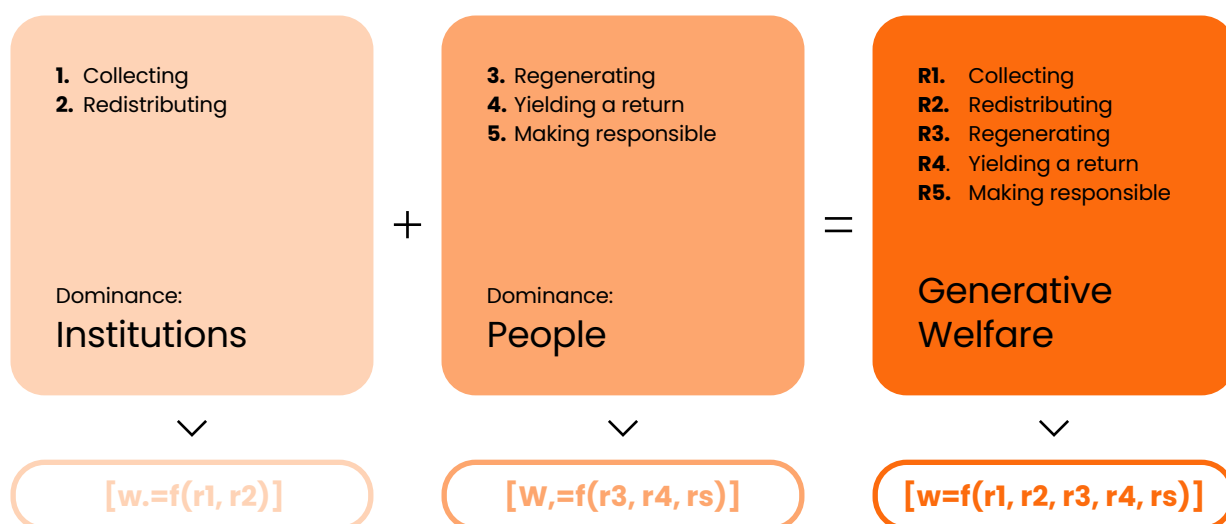 1. Collecting
2. Redistributing
Dominance:
Institutions
[w.=f(r1, r2)]
+
3. Regenerating
4. Yielding a return
5. Making responsible
Dominance:
People
[W,=f(r3, r4, rs)]
=
R1. Collecting
R2. Redistributing
R3. Regenerating
R4. Yielding a return
R5. Making responsible
Generative
Welfare
[w=f(r1, r2, r3, r4, rs)]